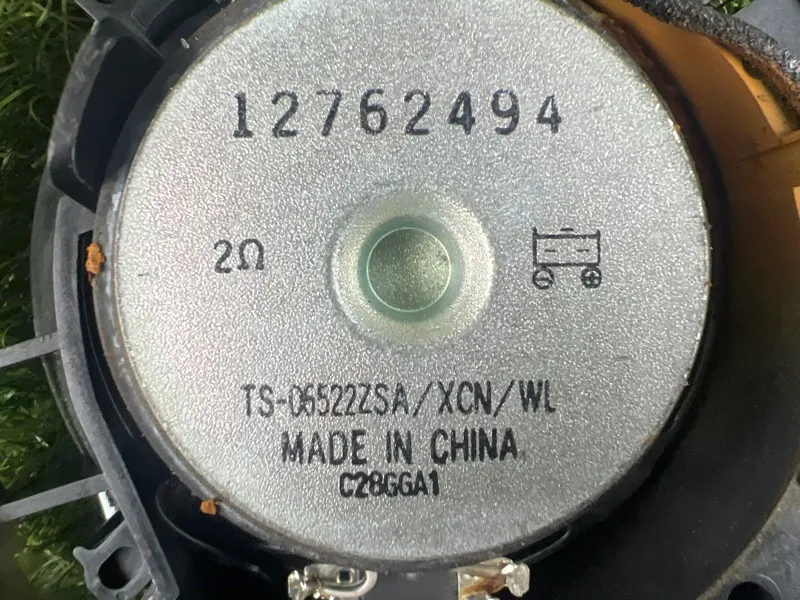 12762494
2Ω
TS-06522ZSA/XCN/WL
MADE IN CHINA
C28GGA1